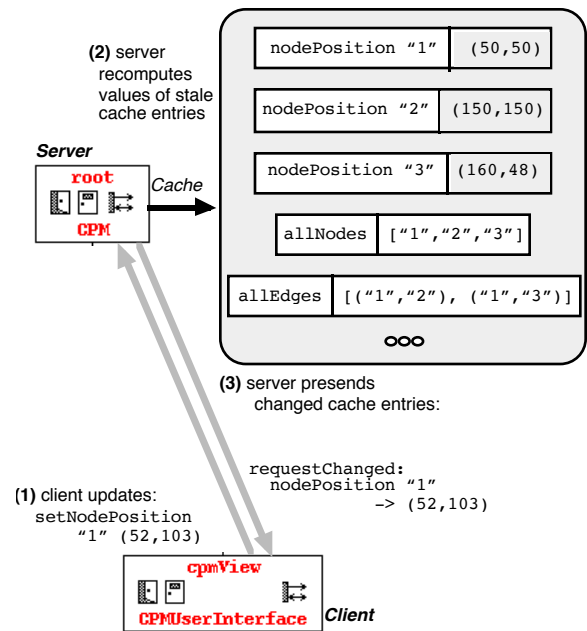 (2) server
recomputes
values of stale
cache entries
nodePosition “1” (50,50)
nodePosition “2” (150,150)
nodePosition “3” (160,48)
allNodes [“1”,“2”,“3”]
allEdges [(“1”,“2”), (“1”,“3”)]
Server
root
CPM
Cache
(3) server presends
changed cache entries:
requestChanged:
nodePosition “1”
-> (52,103)
(1) client updates:
setNodePosition
“1” (52,103)
cpmView
CPMUserInterface
Client